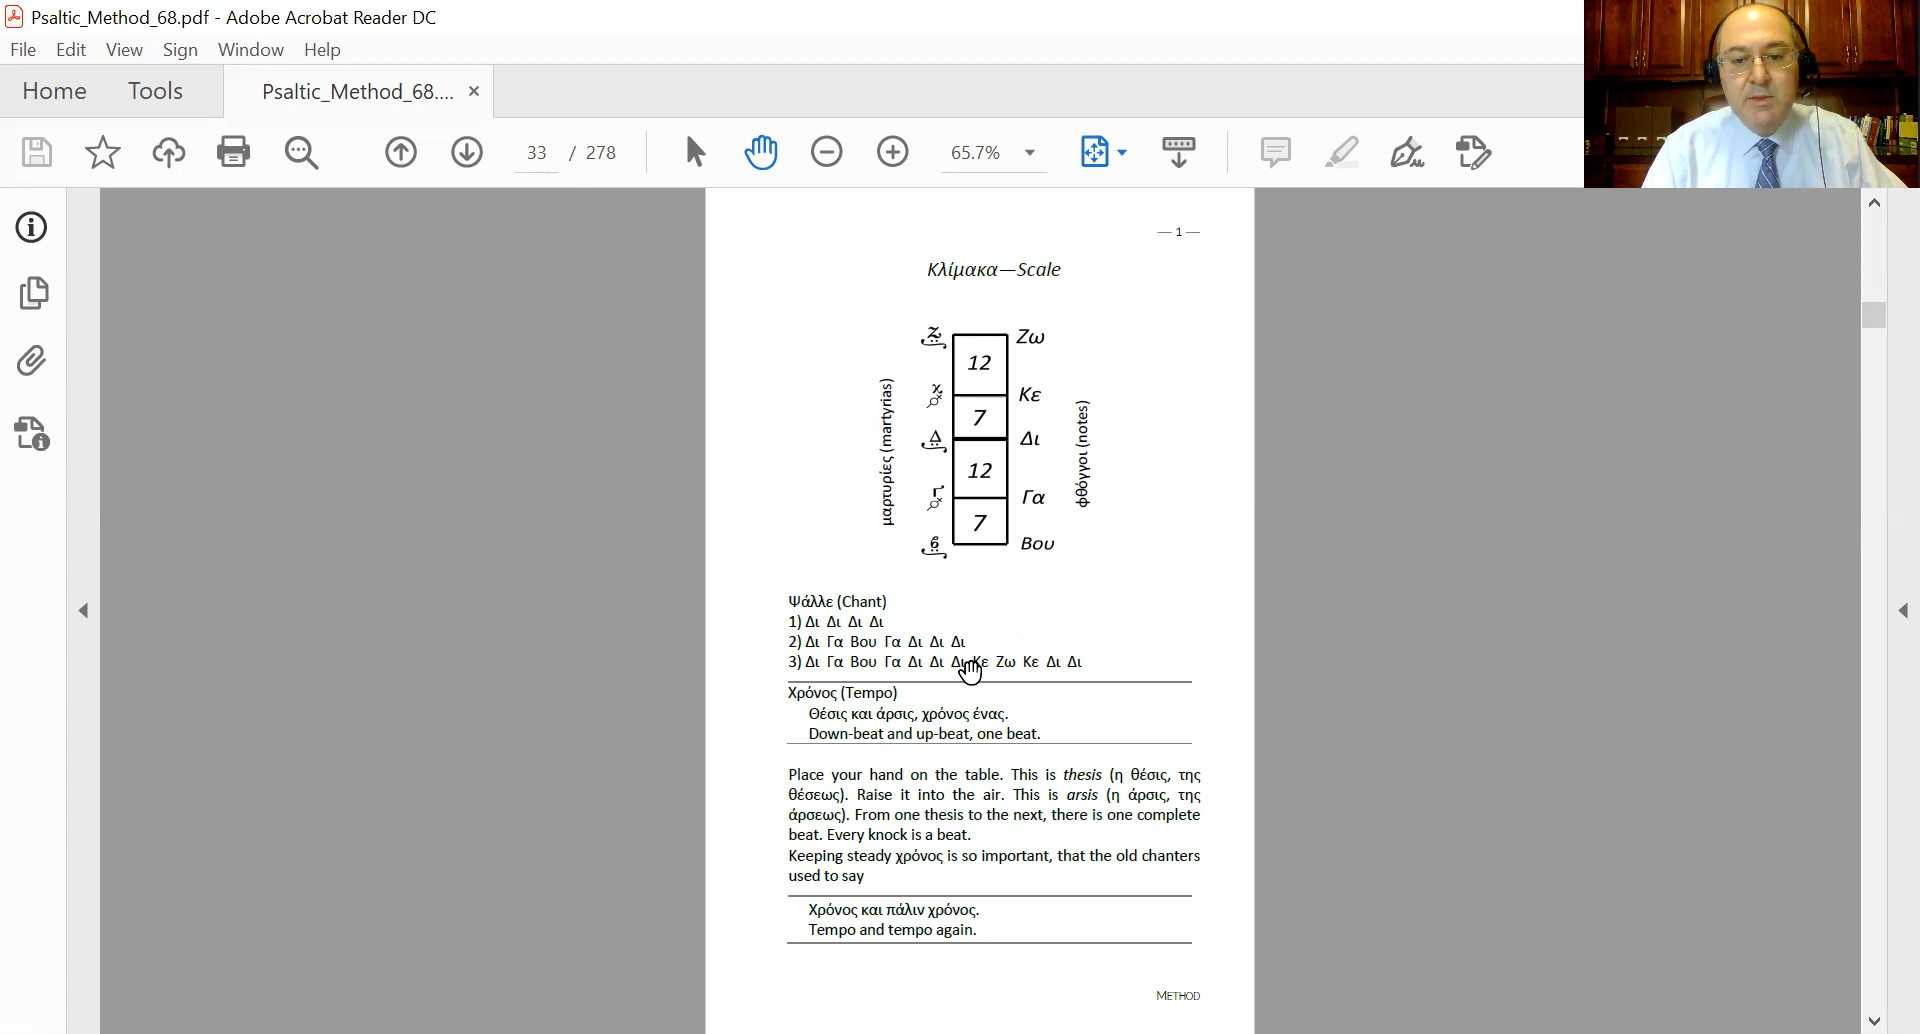 Psaltic_Method_68.pdf - Adobe Acrobat Reader DC
File Edit View Sign Window Help
Home Tools Psaltic_Method_68.... ×
33 / 278 65.7%
— 1 —
Κλίμακα—Scale
Ζω
12
Κε
7
Δι
12
Γα
7
Βου
μαρτυρίες (martyrias)
φθόγγοι (notes)
Ψάλλε (Chant)
1) Δι Δι Δι Δι
2) Δι Γα Βου Γα Δι Δι Δι
3) Δι Γα Βου Γα Δι Δι Δι Κε Ζω Κε Δι Δι
Χρόνος (Tempo)
Θέσις και άρσις, χρόνος ένας.
Down-beat and up-beat, one beat.
Place your hand on the table. This is thesis (η θέσις, της
θέσεως). Raise it into the air. This is arsis (η άρσις, της
άρσεως). From one thesis to the next, there is one complete
beat. Every knock is a beat.
Keeping steady χρόνος is so important, that the old chanters
used to say
Χρόνος και πάλιν χρόνος.
Tempo and tempo again.
METHOD